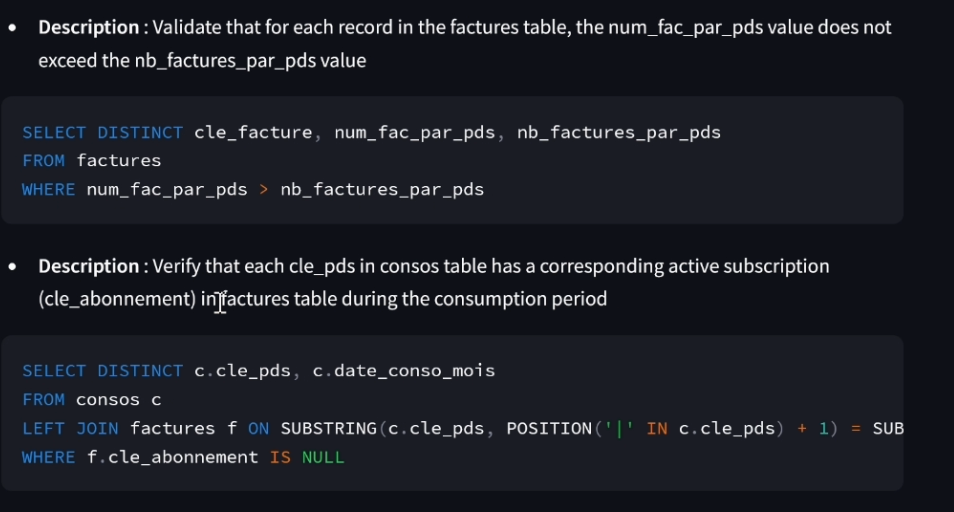 Description : Validate that for each record in the factures table, the num_fac_par_pds value does not
exceed the nb_factures_par_pds value
SELECT DISTINCT cle_facture, num_fac_par_pds, nb_factures_par_pds
FROM factures
WHERE num_fac_par_pds > nb_factures_par_pds
Description : Verify that each cle_pds in consos table has a corresponding active subscription
(cle_abonnement) in factures table during the consumption period
SELECT DISTINCT c.cle_pds, c.date_conso_mois
FROM consos c
LEFT JOIN factures f ON SUBSTRING(c.cle_pds, POSITION('|' IN c.cle_pds) + 1) = SUB
WHERE f.cle_abonnement IS NULL